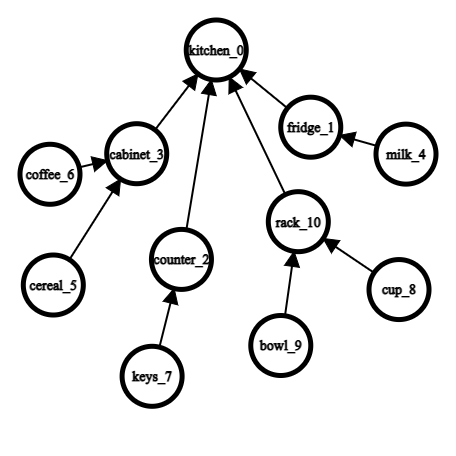 kitchen_0
fridge_1
cabinet_3
milk_4
coffee_6
rack_10
counter_2
cereal_5
cup_8
bowl_9
keys_7